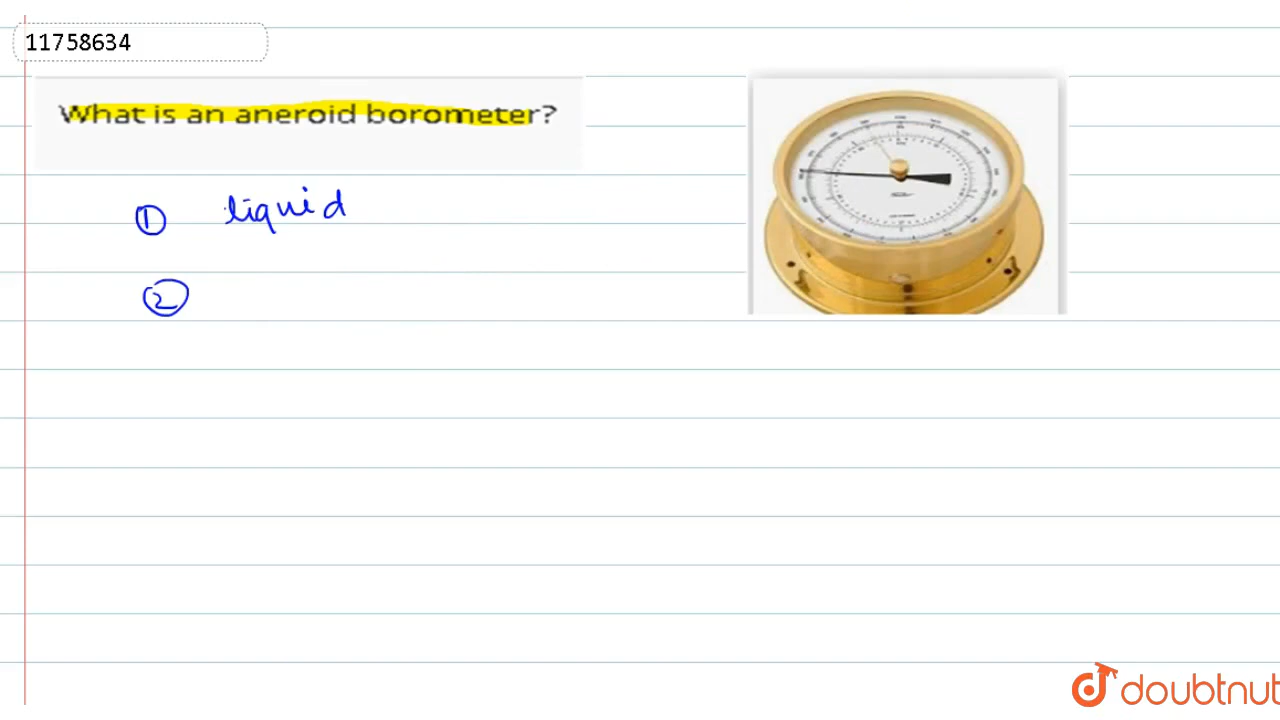 11758634
What is an aneroid borometer?
① liquid
②
doubtnut